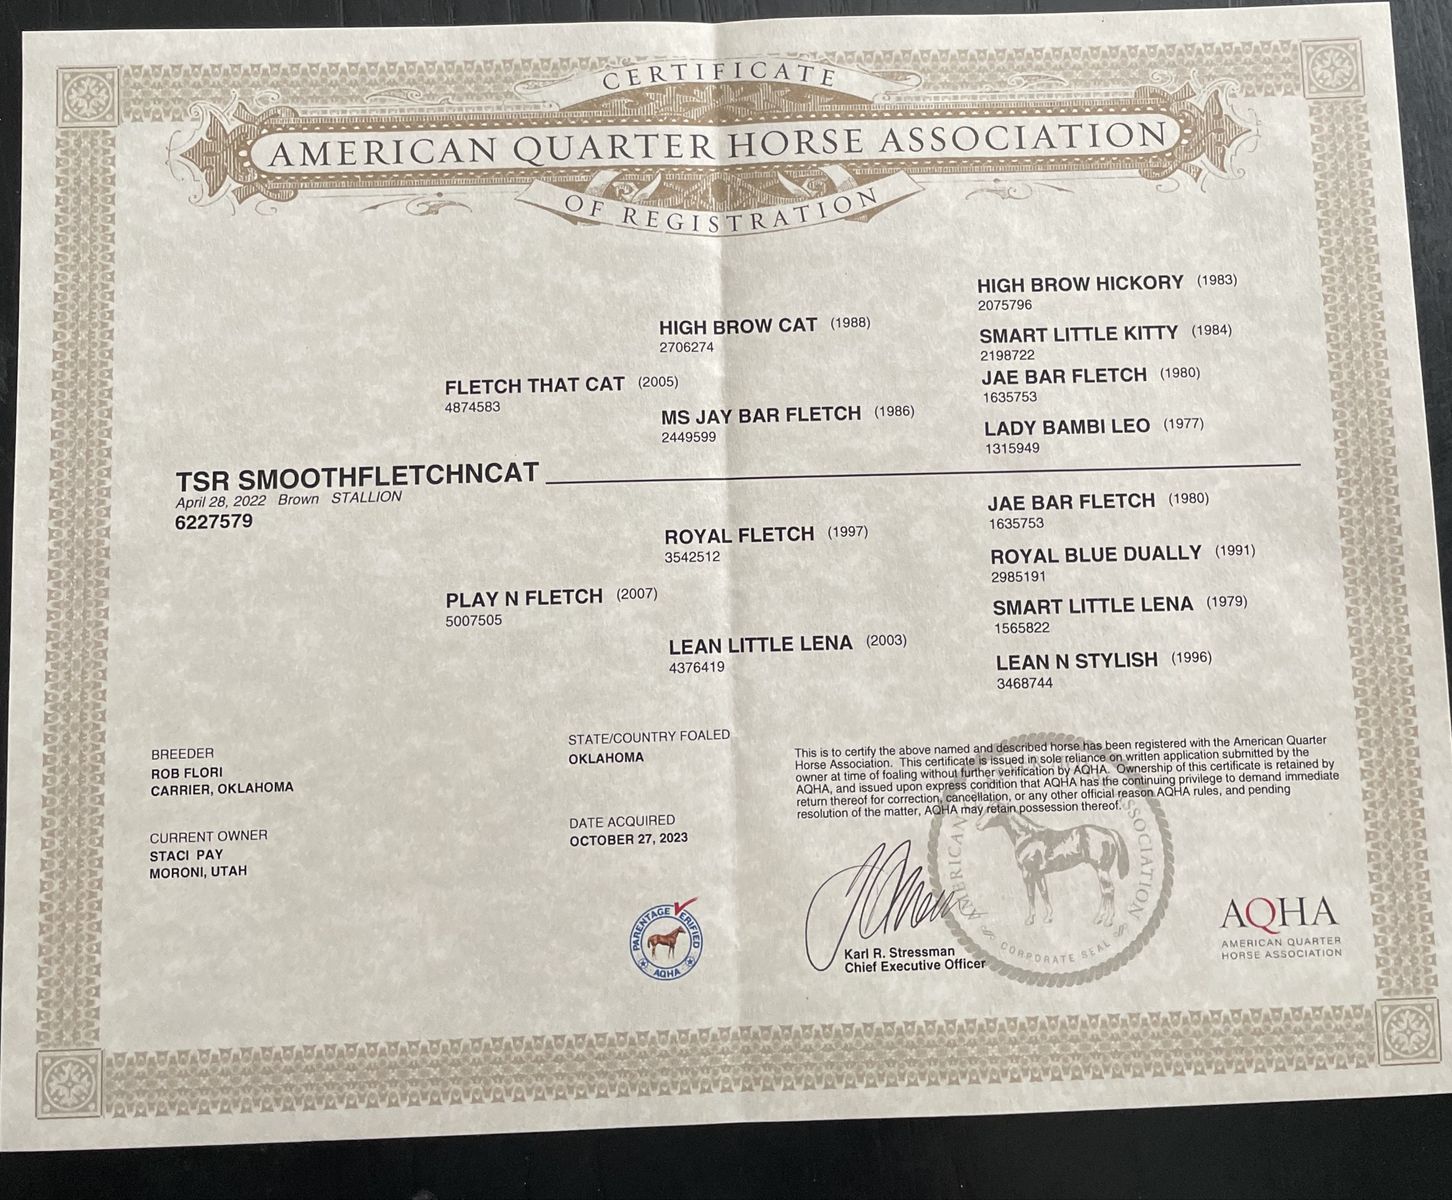 CERTIFICATE
AMERICAN QUARTER HORSE ASSOCIATION
OF REGISTRATION
HIGH BROW HICKORY (1983)
2075796
HIGH BROW CAT (1988)
2706274
SMART LITTLE KITTY (1984)
2198722
FLETCH THAT CAT (2005)
4874583
JAE BAR FLETCH (1980)
1635753
MS JAY BAR FLETCH (1986)
2449599
LADY BAMBI LEO (1977)
1315949
TSR SMOOTHFLETCHNCAT
April 28, 2022 Brown STALLION
6227579
JAE BAR FLETCH (1980)
1635753
ROYAL FLETCH (1997)
3542512
ROYAL BLUE DUALLY (1991)
2985191
PLAY N FLETCH (2007)
5007505
SMART LITTLE LENA (1979)
1565822
LEAN LITTLE LENA (2003)
4376419
LEAN N STYLISH (1996)
3468744
BREEDER
ROB FLORI
CARRIER, OKLAHOMA
STATE/COUNTRY FOALED
OKLAHOMA
CURRENT OWNER
STACI PAY
MORONI, UTAH
DATE ACQUIRED
OCTOBER 27, 2023
This is to certify the above named and described horse has been registered with the American Quarter
Horse Association. This certificate is issued in sole reliance on written application submitted by the
owner at time of foaling without further verification by AQHA. Ownership of this certificate is retained by
AQHA, and issued upon express condition that AQHA has the continuing privilege to demand immediate
return thereof for correction, cancellation, or any other official reason AQHA rules, and pending
resolution of the matter, AQHA may retain possession thereof.
PARENTAGE VERIFIED
AQHA
Karl R. Stressman
Chief Executive Officer
AMERICAN ASSOCIATION
CORPORATE SEAL
AQHA
AMERICAN QUARTER
HORSE ASSOCIATION